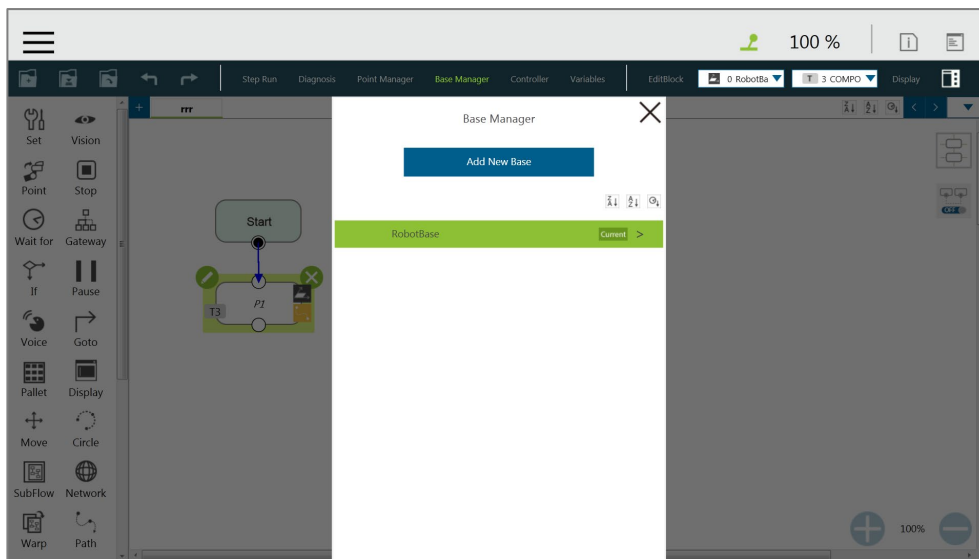 100 %
Step Run Diagnosis Point Manager Base Manager Controller Variables EditBlock 0 RobotBa T 3 COMPO Display
rrr
Base Manager
Add New Base
RobotBase Current >
Start
P1
T3
Set Vision
Point Stop
Wait for Gateway
If Pause
Voice Goto
Pallet Display
Move Circle
SubFlow Network
Warp Path
OFF
100%